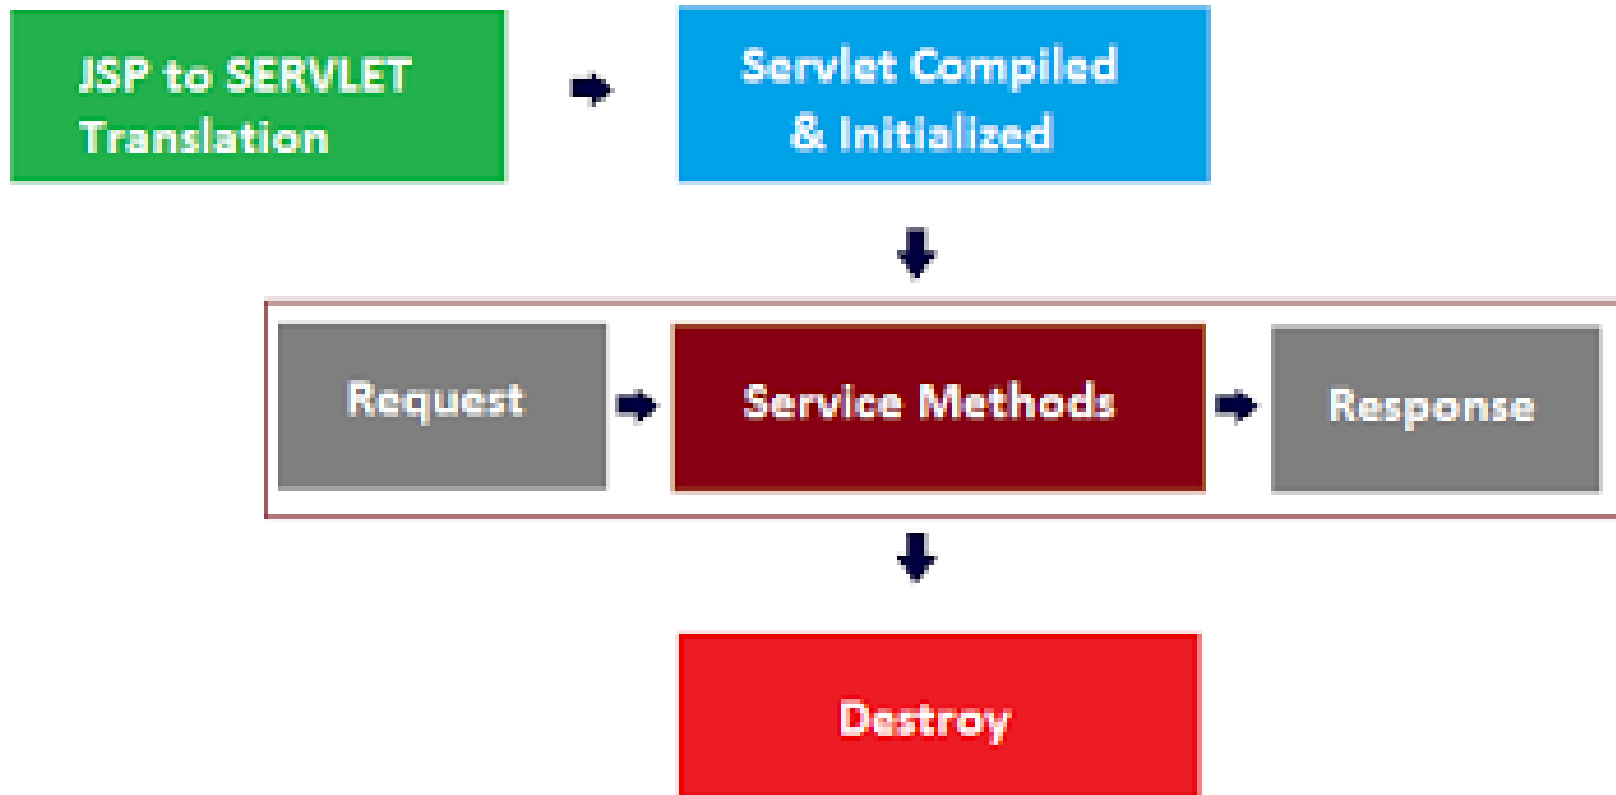 JSP to SERVLET
Translation
Servlet Compiled
& Initialized
Request
Service Methods
Response
Destroy